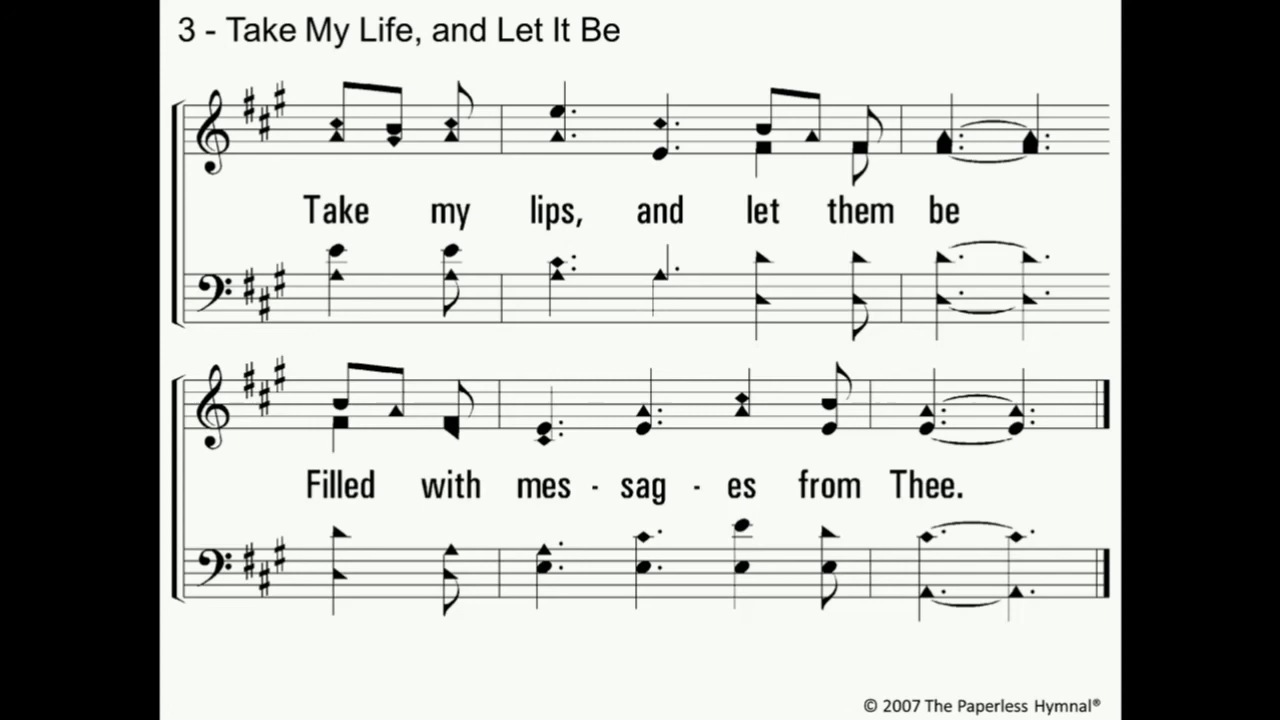 3 - Take My Life, and Let It Be
Take my lips, and let them be
Filled with mes - sag - es from Thee.
© 2007 The Paperless Hymnal®